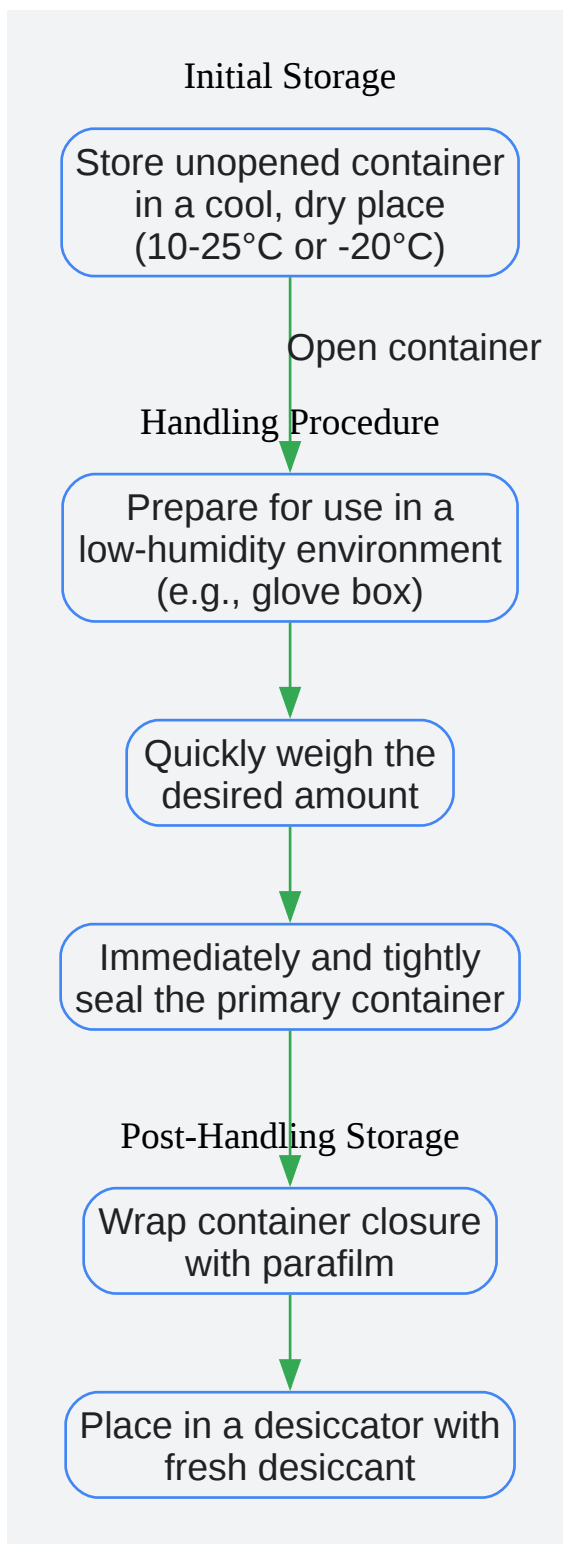 Initial Storage
Store unopened container
in a cool, dry place
(10-25°C or -20°C)
Open container
Handling Procedure
Prepare for use in a
low-humidity environment
(e.g., glove box)
Quickly weigh the
desired amount
Immediately and tightly
seal the primary container
Post-Handling Storage
Wrap container closure
with parafilm
Place in a desiccator with
fresh desiccant